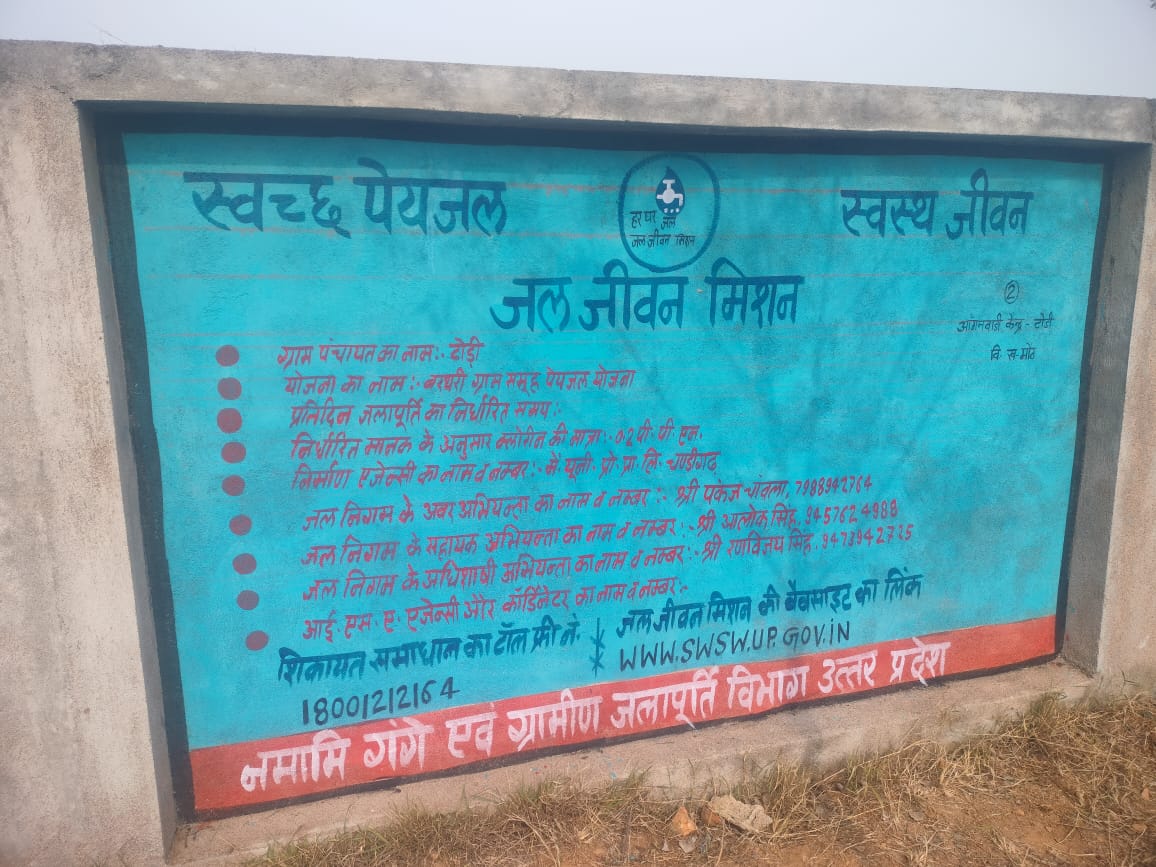 स्वच्छ पेयजल
हर घर जल
जल जीवन मिशन
स्वस्थ जीवन
जल जीवन मिशन
②
आंगनवाडी केन्द्र - टोडी
वि. ख-मोठ
ग्राम पंचायत का नाम:- टोड़ी
योजना का नाम :- बरथरी ग्राम समूह पेयजल योजना
प्रतिदिन जलापूर्ति का निर्धारित समय:-
निर्धारित मानक के अनुसार क्लोरिन की मात्रा:- 0.2 पी. पी एम.
निर्माण एजेन्सी का नाम व नम्बर:- मै. यूनी. प्रो. प्रा. लि. चण्डीगढ़
जल निगम के अवर अभियन्ता का नाम व नम्बर :- श्री पंकज चावला, 7988942764
जल निगम के सहायक अभियन्ता का नाम व नम्बर :- श्री आलोक सिंह, 9457624988
जल निगम के अधिशाषी अभियन्ता का नाम व नम्बर:- श्री रणविजय सिंह, 9473942725
आई. एस. ए. एजेन्सी और कॉर्डिनेटर का नाम व नम्बर:-
शिकायत समाधान का टॉल फ्री नं.
18001212164
जल जीवन मिशन की वैबसाइट का लिंक
WWW.SWSW.UP.GOV.iN
नमामि गंगे एवं ग्रामीण जलापूर्ति विभाग उत्तर प्रदेश